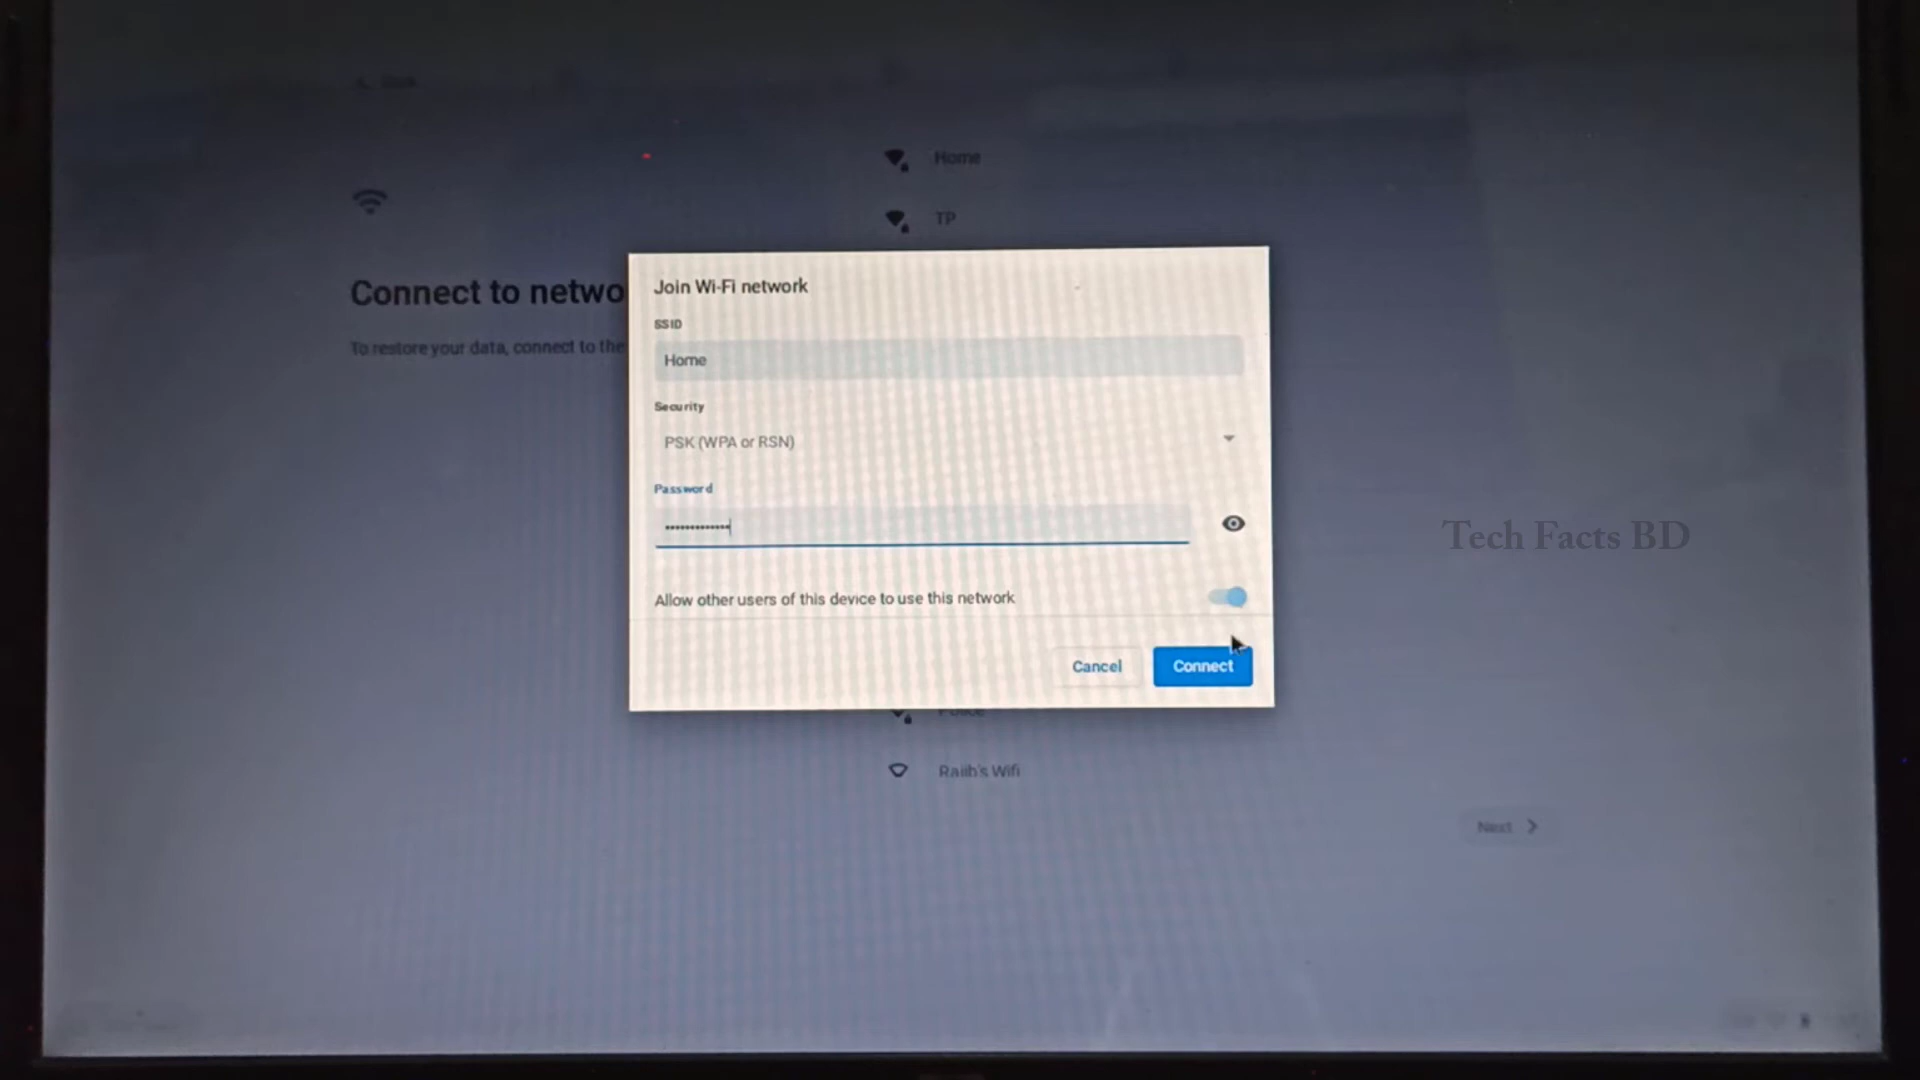 Back
Home
TP
Connect to netwo
To restore your data, connect to the
Join Wi-Fi network
SSID
Home
Security
PSK (WPA or RSN)
Password
Allow other users of this device to use this network
Cancel
Connect
Tech Facts BD
Raiib's Wifi
Next